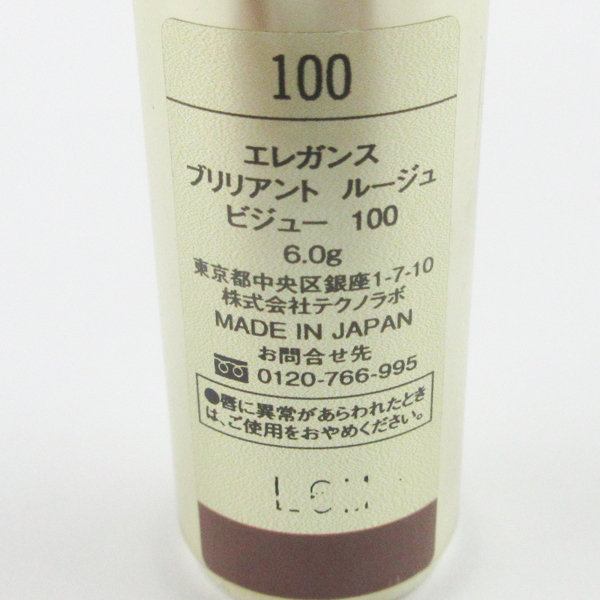 100
エレガンス
ブリリアント ルージュ
ビジュー 100
6.0g
東京都中央区銀座1-7-10
株式会社テクノラボ
MADE IN JAPAN
お問合せ先
0120-766-995
●唇に異常があらわれたとき
は、ご使用をおやめください。